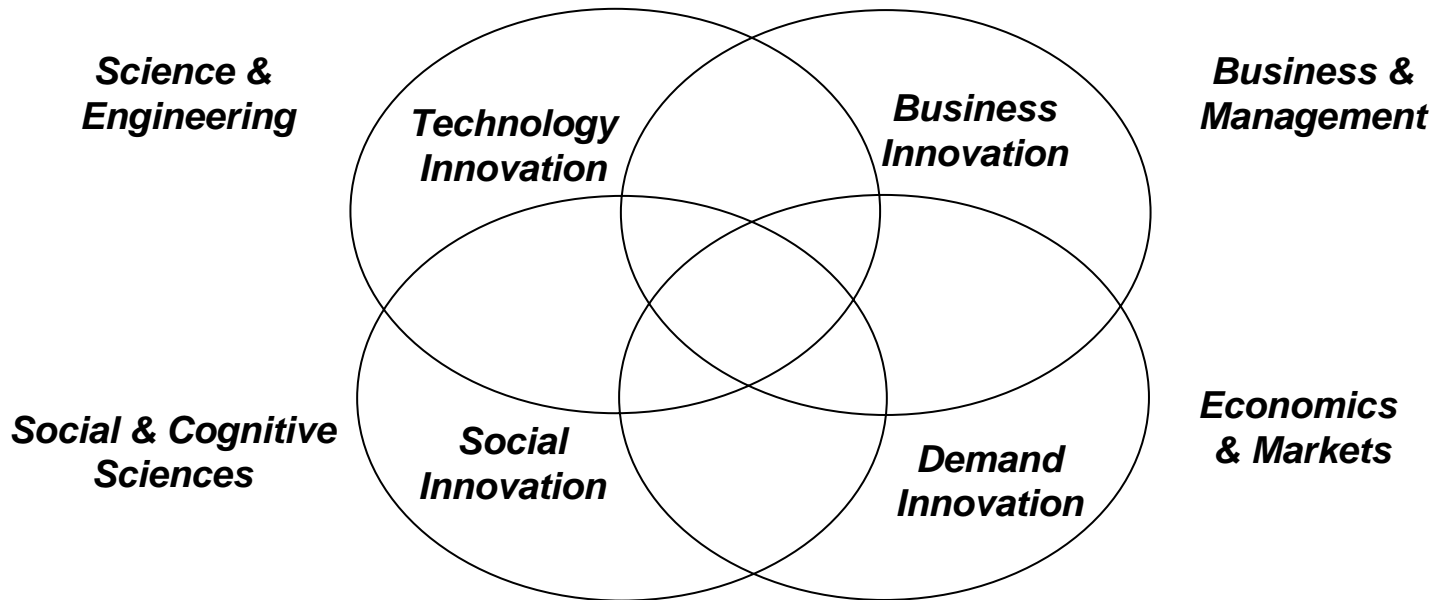 Science &
Engineering
Technology
Innovation
Business
Innovation
Business &
Management
Social & Cognitive
Sciences
Social
Innovation
Demand
Innovation
Economics
& Markets